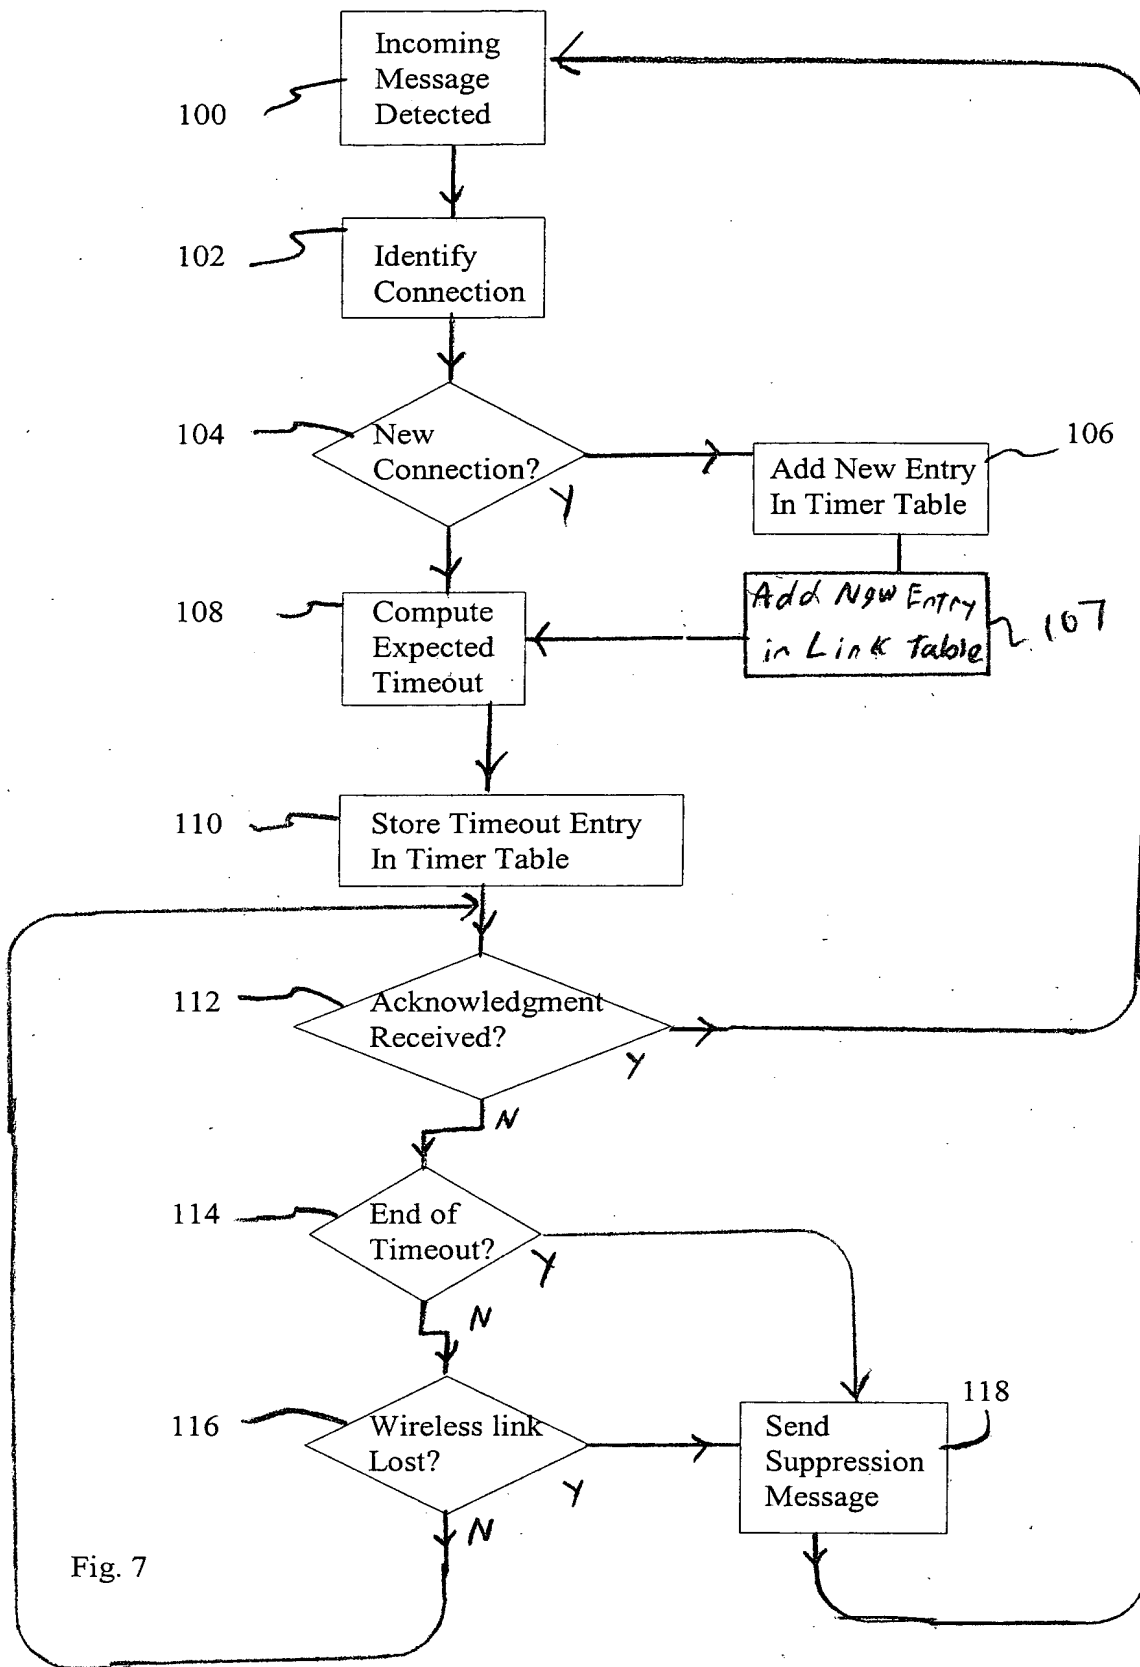 Incoming
Message
Detected
100
102
Identify
Connection
104
New
Connection?
Y
106
Add New Entry
In Timer Table
Add New Entry
in Link Table
107
108
Compute
Expected
Timeout
110
Store Timeout Entry
In Timer Table
112
Acknowledgment
Received?
Y
N
114
End of
Timeout?
Y
N
116
Wireless link
Lost?
Y
N
118
Send
Suppression
Message
Fig. 7